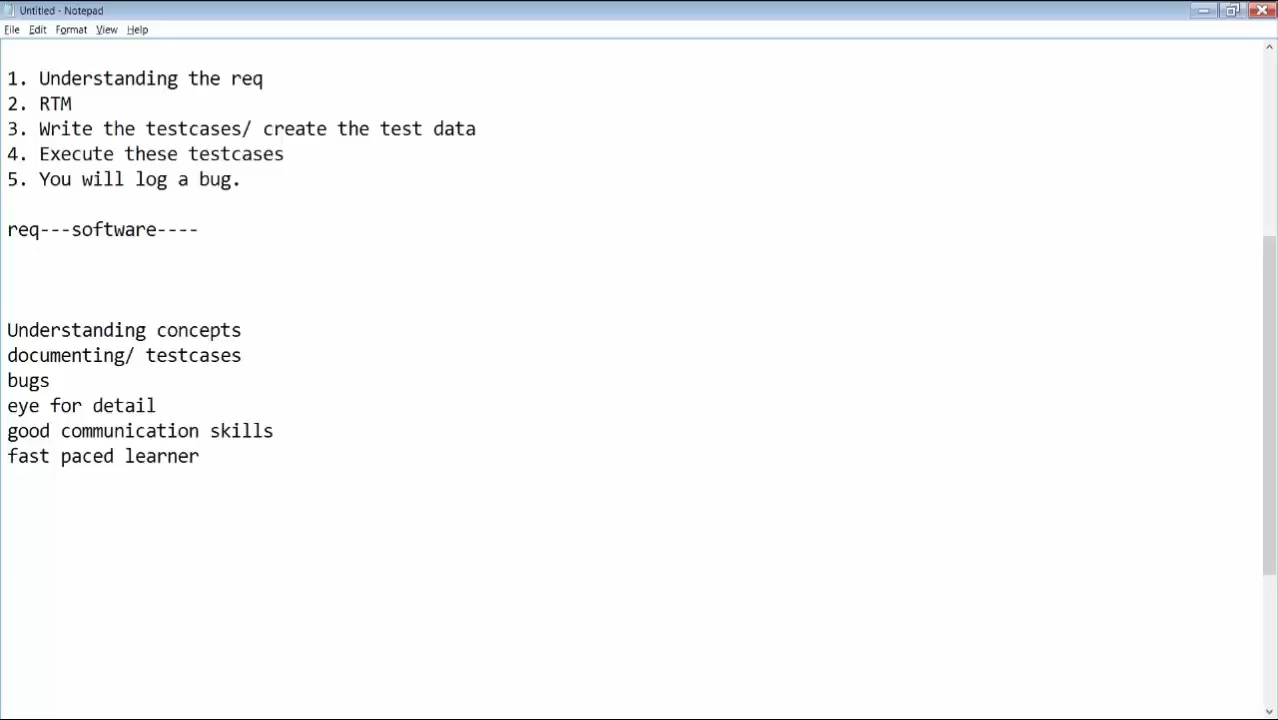 Untitled - Notepad
File Edit Format View Help
1. Understanding the req
2. RTM
3. Write the testcases/ create the test data
4. Execute these testcases
5. You will log a bug.
req---software----
Understanding concepts
documenting/ testcases
bugs
eye for detail
good communication skills
fast paced learner